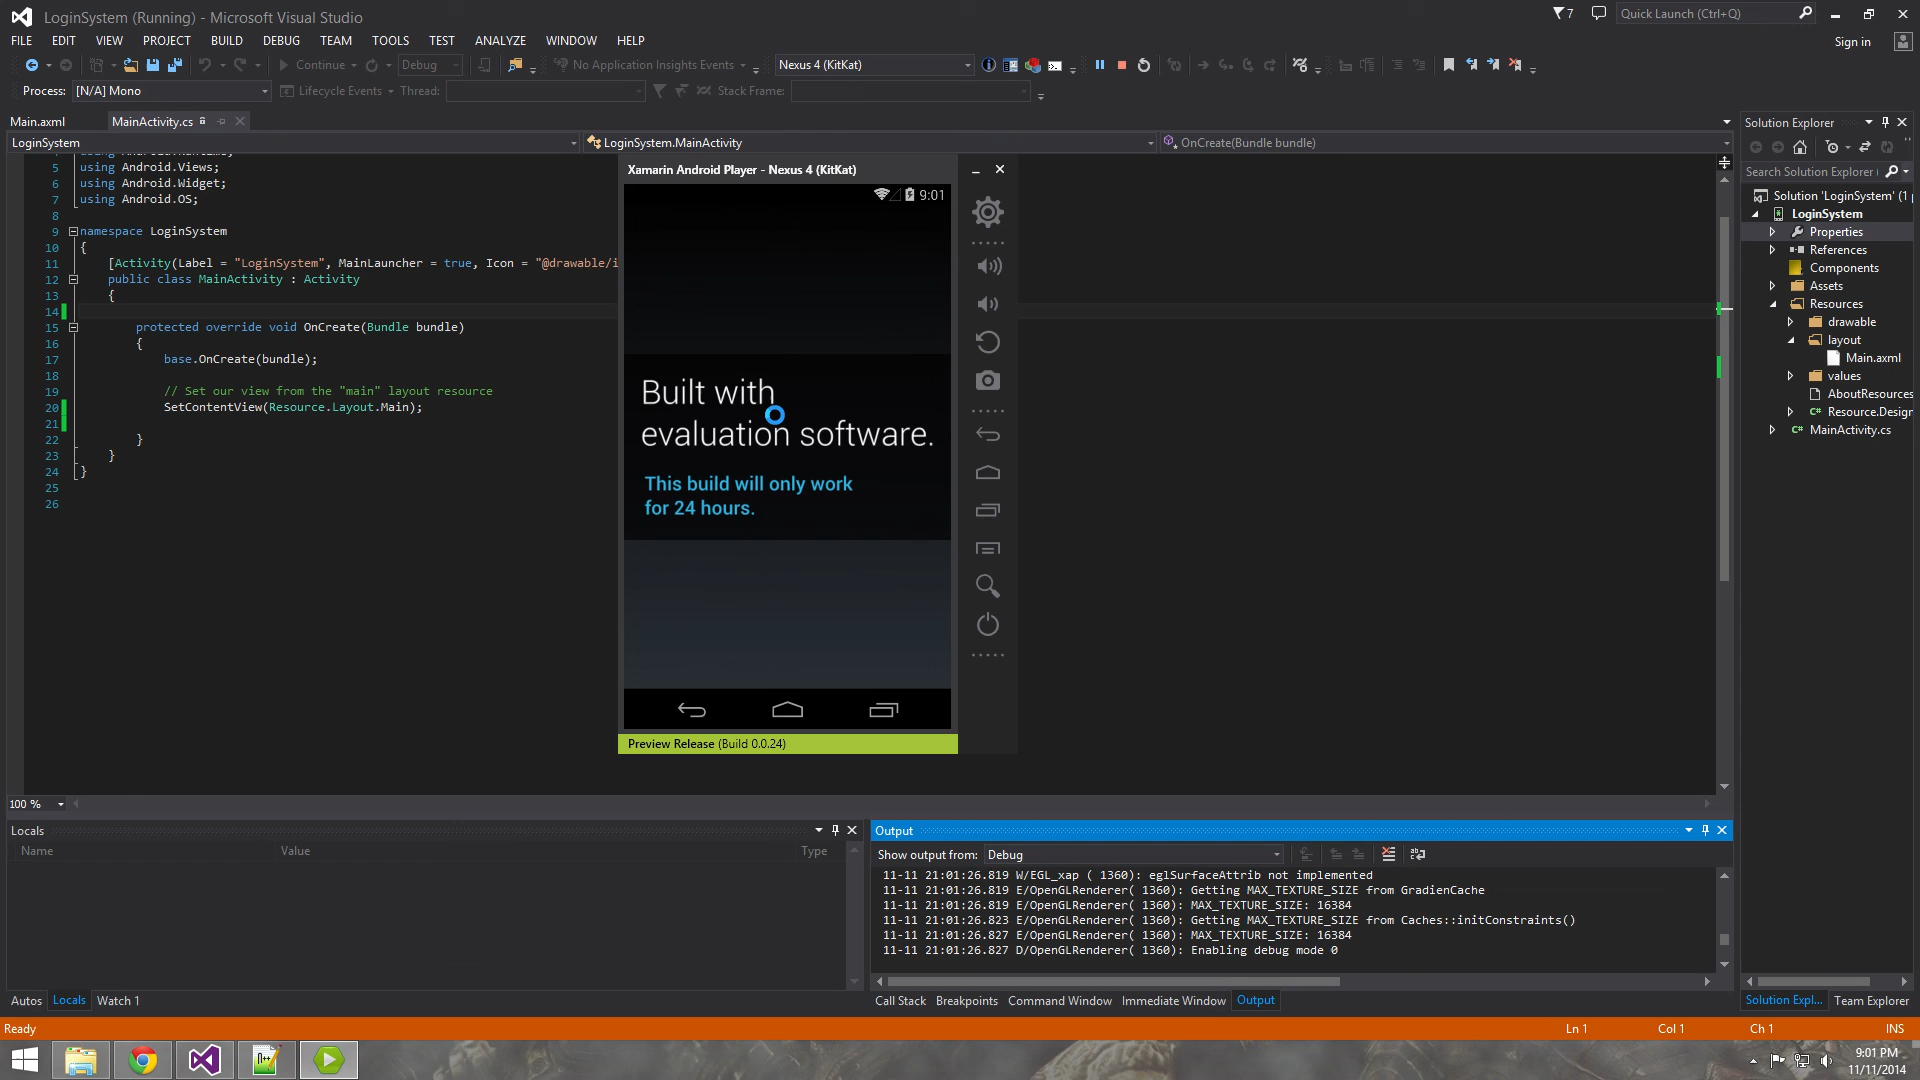 LoginSystem (Running) - Microsoft Visual Studio
7
Quick Launch (Ctrl+Q)
FILE EDIT VIEW PROJECT BUILD DEBUG TEAM TOOLS TEST ANALYZE WINDOW HELP
Sign in
Continue Debug No Application Insights Events Nexus 4 (KitKat)
Process: [N/A] Mono Lifecycle Events Thread: Stack Frame:
Main.axml MainActivity.cs
LoginSystem LoginSystem.MainActivity OnCreate(Bundle bundle)
5 using Android.Views;
6 using Android.Widget;
7 using Android.OS;
8
9 namespace LoginSystem
10 {
11 [Activity(Label = "LoginSystem", MainLauncher = true, Icon = "@drawable/i
12 public class MainActivity : Activity
13 {
14
15 protected override void OnCreate(Bundle bundle)
16 {
17 base.OnCreate(bundle);
18
19 // Set our view from the "main" layout resource
20 SetContentView(Resource.Layout.Main);
21
22 }
23 }
24 }
25
26
Xamarin Android Player - Nexus 4 (KitKat)
9:01
Built with
evaluation software.
This build will only work
for 24 hours.
Preview Release (Build 0.0.24)
Solution Explorer
Search Solution Explorer
Solution 'LoginSystem' (1
LoginSystem
Properties
References
Components
Assets
Resources
drawable
layout
Main.axml
values
AboutResources
Resource.Design
MainActivity.cs
100 %
Locals
Name Value Type
Autos Locals Watch 1
Output
Show output from: Debug
11-11 21:01:26.819 W/EGL_xap ( 1360): eglSurfaceAttrib not implemented
11-11 21:01:26.819 E/OpenGLRenderer( 1360): Getting MAX_TEXTURE_SIZE from GradienCache
11-11 21:01:26.819 E/OpenGLRenderer( 1360): MAX_TEXTURE_SIZE: 16384
11-11 21:01:26.823 E/OpenGLRenderer( 1360): Getting MAX_TEXTURE_SIZE from Caches::initConstraints()
11-11 21:01:26.827 E/OpenGLRenderer( 1360): MAX_TEXTURE_SIZE: 16384
11-11 21:01:26.827 D/OpenGLRenderer( 1360): Enabling debug mode 0
Call Stack Breakpoints Command Window Immediate Window Output
Solution Expl... Team Explorer
Ready Ln 1 Col 1 Ch 1 INS
9:01 PM
11/11/2014